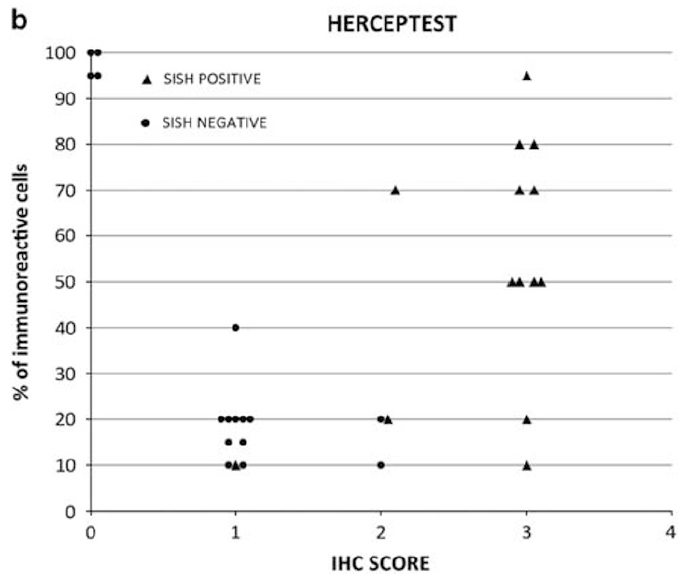 b
HERCEPTEST
100
90
80
70
60
50
40
30
20
10
0
% of immunoreactive cells
SISH POSITIVE
SISH NEGATIVE
0 1 2 3 4
IHC SCORE